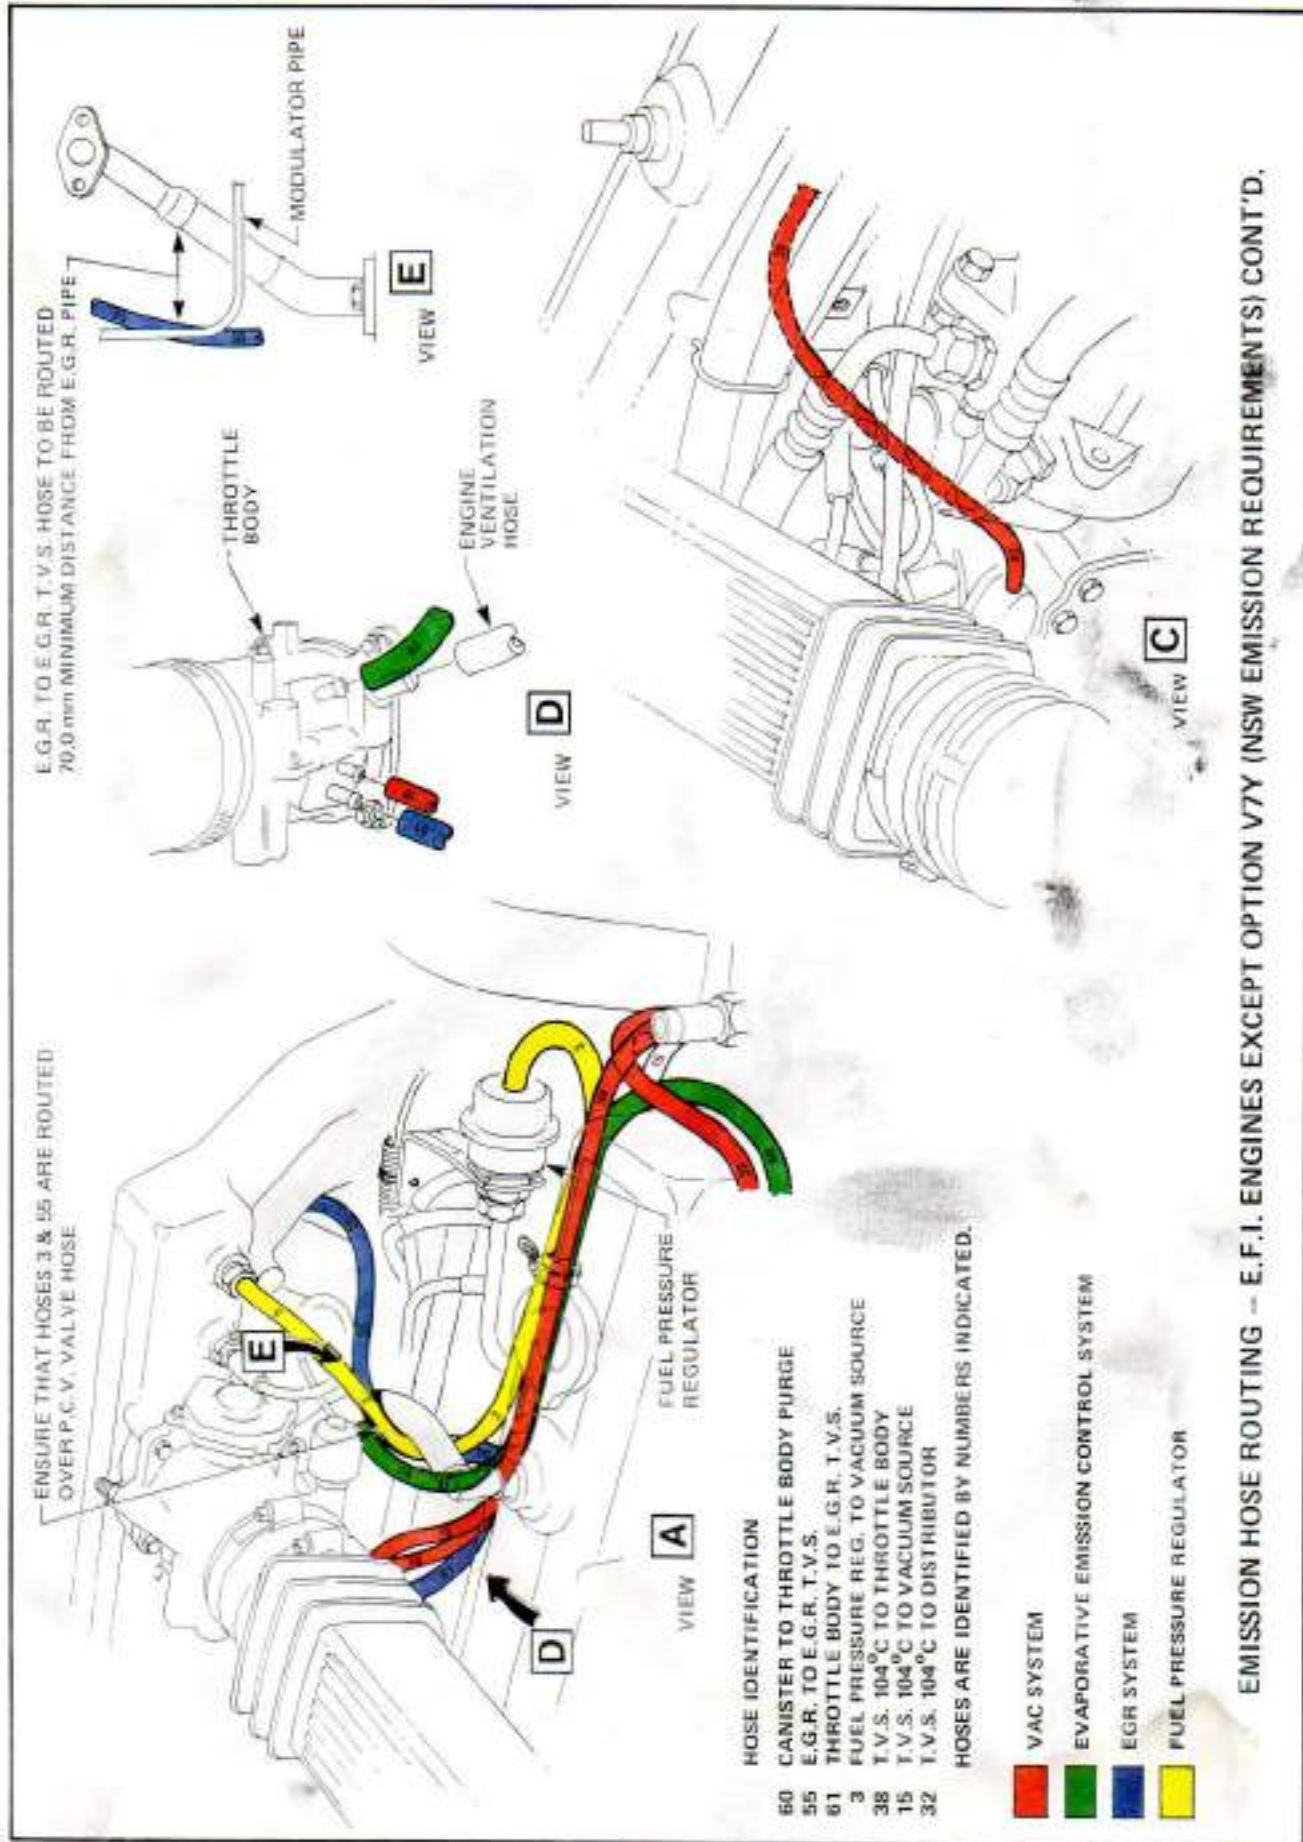 ENSURE THAT HOSES 3 & 55 ARE ROUTED
OVER P.C.V. VALVE HOSE
E.G.R. TO E.G.R. T.V.S. HOSE TO BE ROUTED
70,0 mm MINIMUM DISTANCE FROM E.G.R. PIPE
MODULATOR PIPE
VIEW E
THROTTLE
BODY
ENGINE
VENTILATION
HOSE
VIEW D
E
D
FUEL PRESSURE
REGULATOR
VIEW A
VIEW C
HOSE IDENTIFICATION
60 CANISTER TO THROTTLE BODY PURGE
55 E.G.R. TO E.G.R. T.V.S.
61 THROTTLE BODY TO E.G.R. T.V.S.
3 FUEL PRESSURE REG. TO VACUUM SOURCE
38 T.V.S. 104°C TO THROTTLE BODY
15 T.V.S. 104°C TO VACUUM SOURCE
32 T.V.S. 104°C TO DISTRIBUTOR
HOSES ARE IDENTIFIED BY NUMBERS INDICATED.
VAC SYSTEM
EVAPORATIVE EMISSION CONTROL SYSTEM
EGR SYSTEM
FUEL PRESSURE REGULATOR
EMISSION HOSE ROUTING -- E.F.I. ENGINES EXCEPT OPTION V7Y (NSW EMISSION REQUIREMENTS) CONT'D.